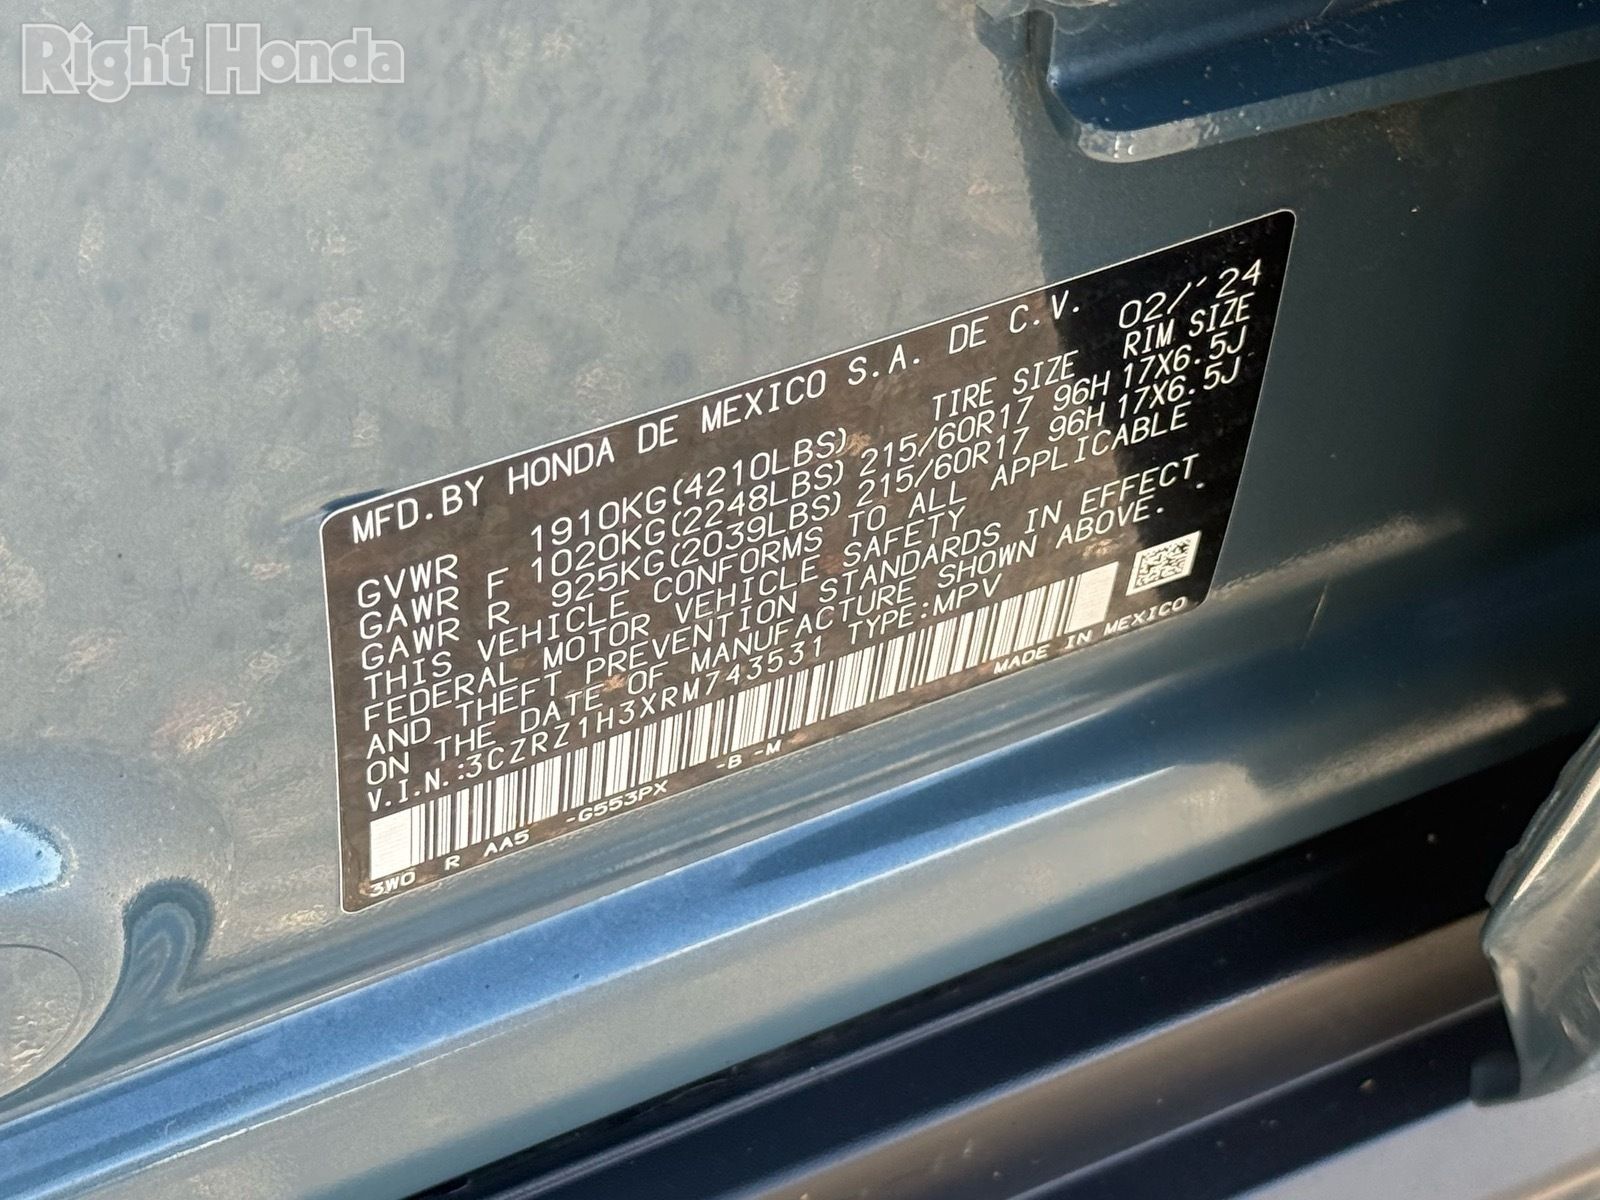 Right Honda
MFD.BY HONDA DE MEXICO S.A. DE C.V. 02/'24
TIRE SIZE RIM SIZE
GVWR 1910KG(4210LBS)
GAWR F 1020KG(2248LBS) 215/60R17 96H 17X6.5J
GAWR R 925KG(2039LBS) 215/60R17 96H 17X6.5J
THIS VEHICLE CONFORMS TO ALL APPLICABLE
FEDERAL MOTOR VEHICLE SAFETY
AND THEFT PREVENTION STANDARDS IN EFFECT
ON THE DATE OF MANUFACTURE SHOWN ABOVE.
V.I.N.:3CZRZ1H3XRM743531 TYPE:MPV
3WO R AA5 -G553PX -B -M MADE IN MEXICO